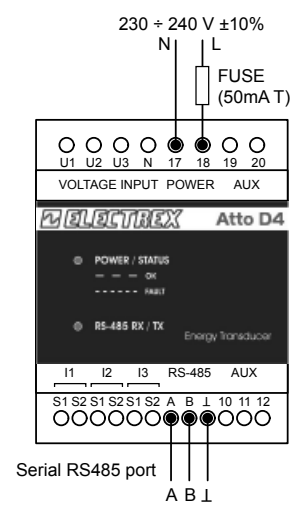 230 ÷ 240 V ±10%
N L
FUSE
(50mA T)
U1 U2 U3 N 17 18 19 20
VOLTAGE INPUT POWER AUX
ELECTREX Atto D4
POWER / STATUS
— — — OK
- - - - - - FAULT
RS-485 RX / TX
Energy Transducer
I1 I2 I3 RS-485 AUX
S1 S2 S1 S2 S1 S2 A B ⊥ 10 11 12
Serial RS485 port
A B ⊥